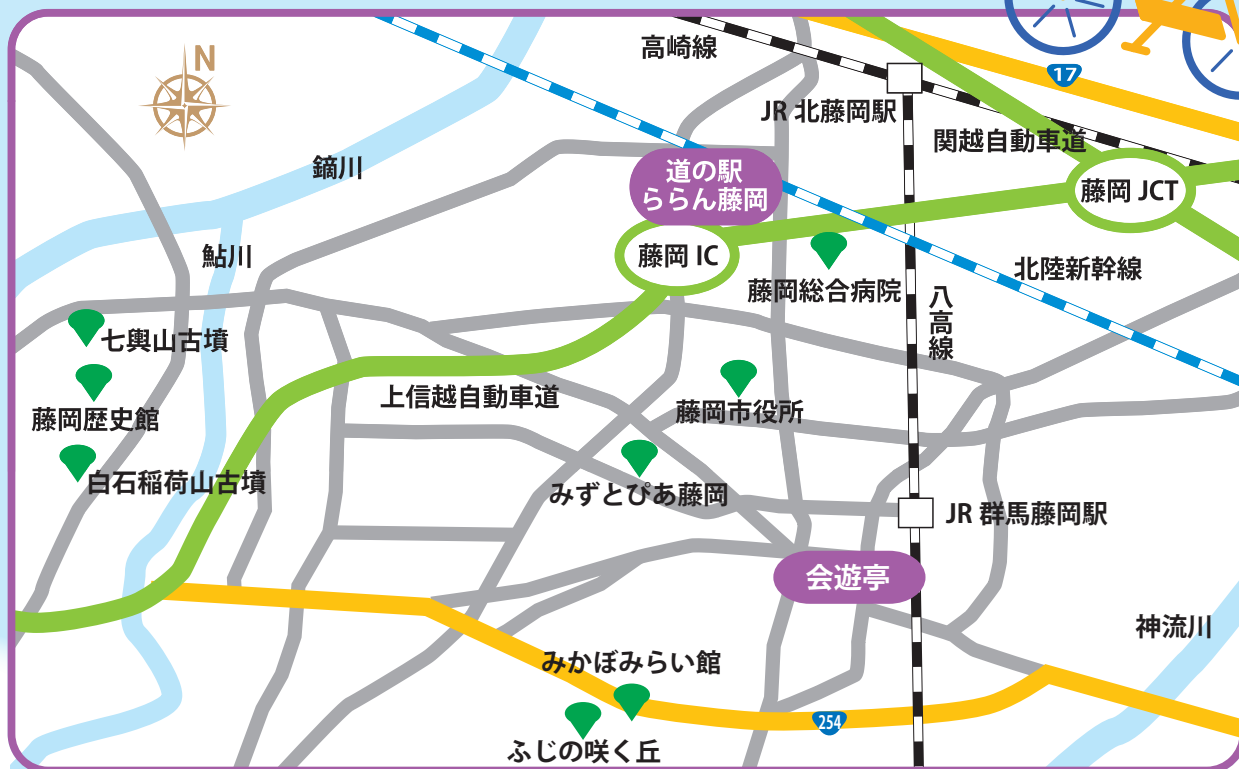 N
高崎線
17
JR 北藤岡駅
関越自動車道
鏑川
道の駅
ららん藤岡
藤岡 JCT
鮎川
藤岡 IC
北陸新幹線
藤岡総合病院
八高線
七輿山古墳
上信越自動車道
藤岡市役所
藤岡歴史館
白石稲荷山古墳
みずとぴあ藤岡
JR 群馬藤岡駅
会遊亭
神流川
みかぼみらい館
254
ふじの咲く丘